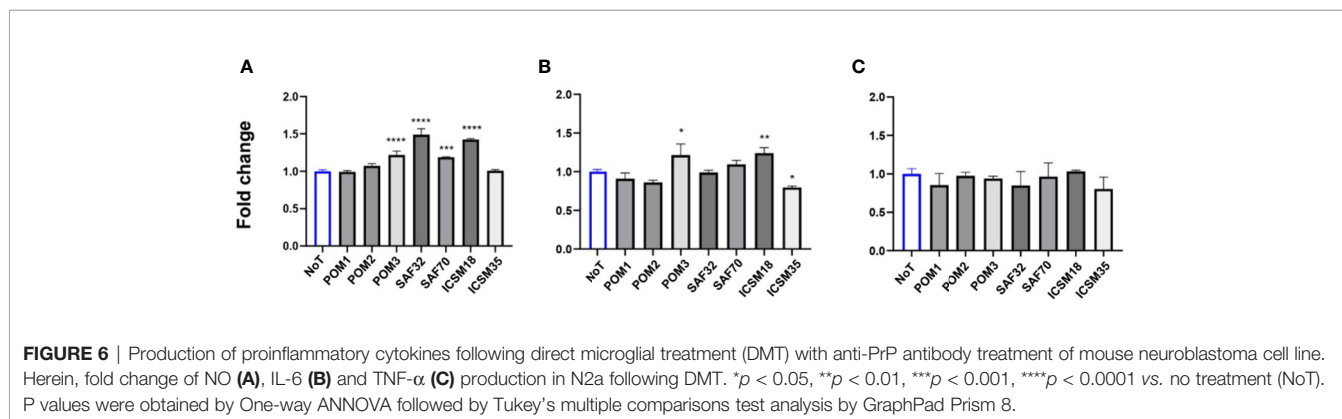 A
B
C
Fold change
2.0
1.5
1.0
0.5
0.0
****
****
***
****
NoT
POM1
POM2
POM3
SAF32
SAF70
ICSM18
ICSM35
2.0
1.5
1.0
0.5
0.0
*
**
*
NoT
POM1
POM2
POM3
SAF32
SAF70
ICSM18
ICSM35
2.0
1.5
1.0
0.5
0.0
NoT
POM1
POM2
POM3
SAF32
SAF70
ICSM18
ICSM35
FIGURE 6 | Production of proinflammatory cytokines following direct microglial treatment (DMT) with anti-PrP antibody treatment of mouse neuroblastoma cell line.
Herein, fold change of NO (A), IL-6 (B) and TNF-α (C) production in N2a following DMT. *p < 0.05, **p < 0.01, ***p < 0.001, ****p < 0.0001 vs. no treatment (NoT).
P values were obtained by One-way ANNOVA followed by Tukey's multiple comparisons test analysis by GraphPad Prism 8.